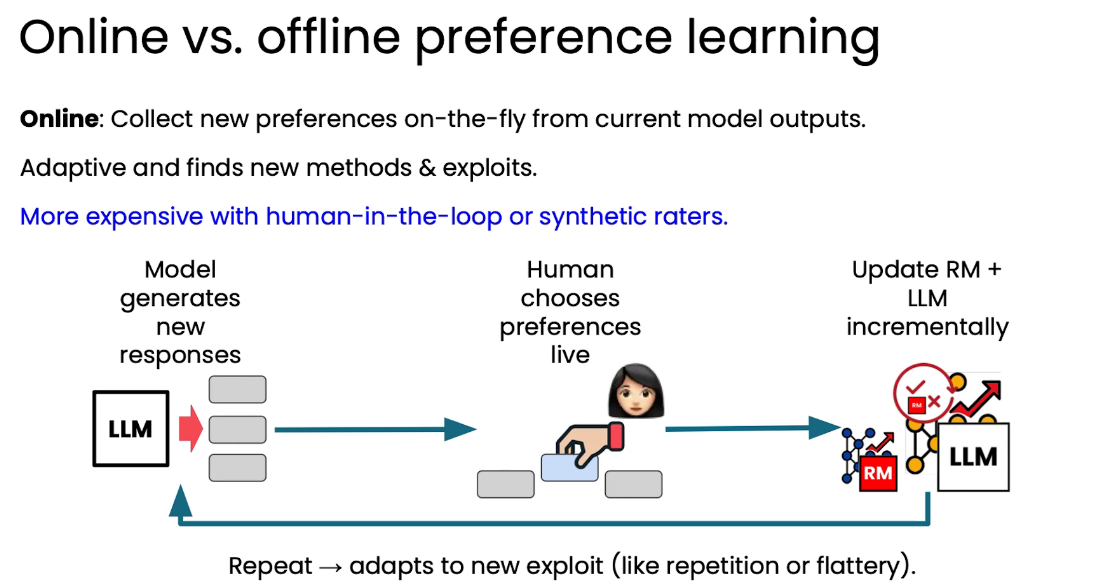 Online vs. offline preference learning
Online: Collect new preferences on-the-fly from current model outputs.
Adaptive and finds new methods & exploits.
More expensive with human-in-the-loop or synthetic raters.
Model
generates
new
responses
LLM
Human
chooses
preferences
live
Update RM +
LLM
incrementally
RM
RM
LLM
Repeat → adapts to new exploit (like repetition or flattery).